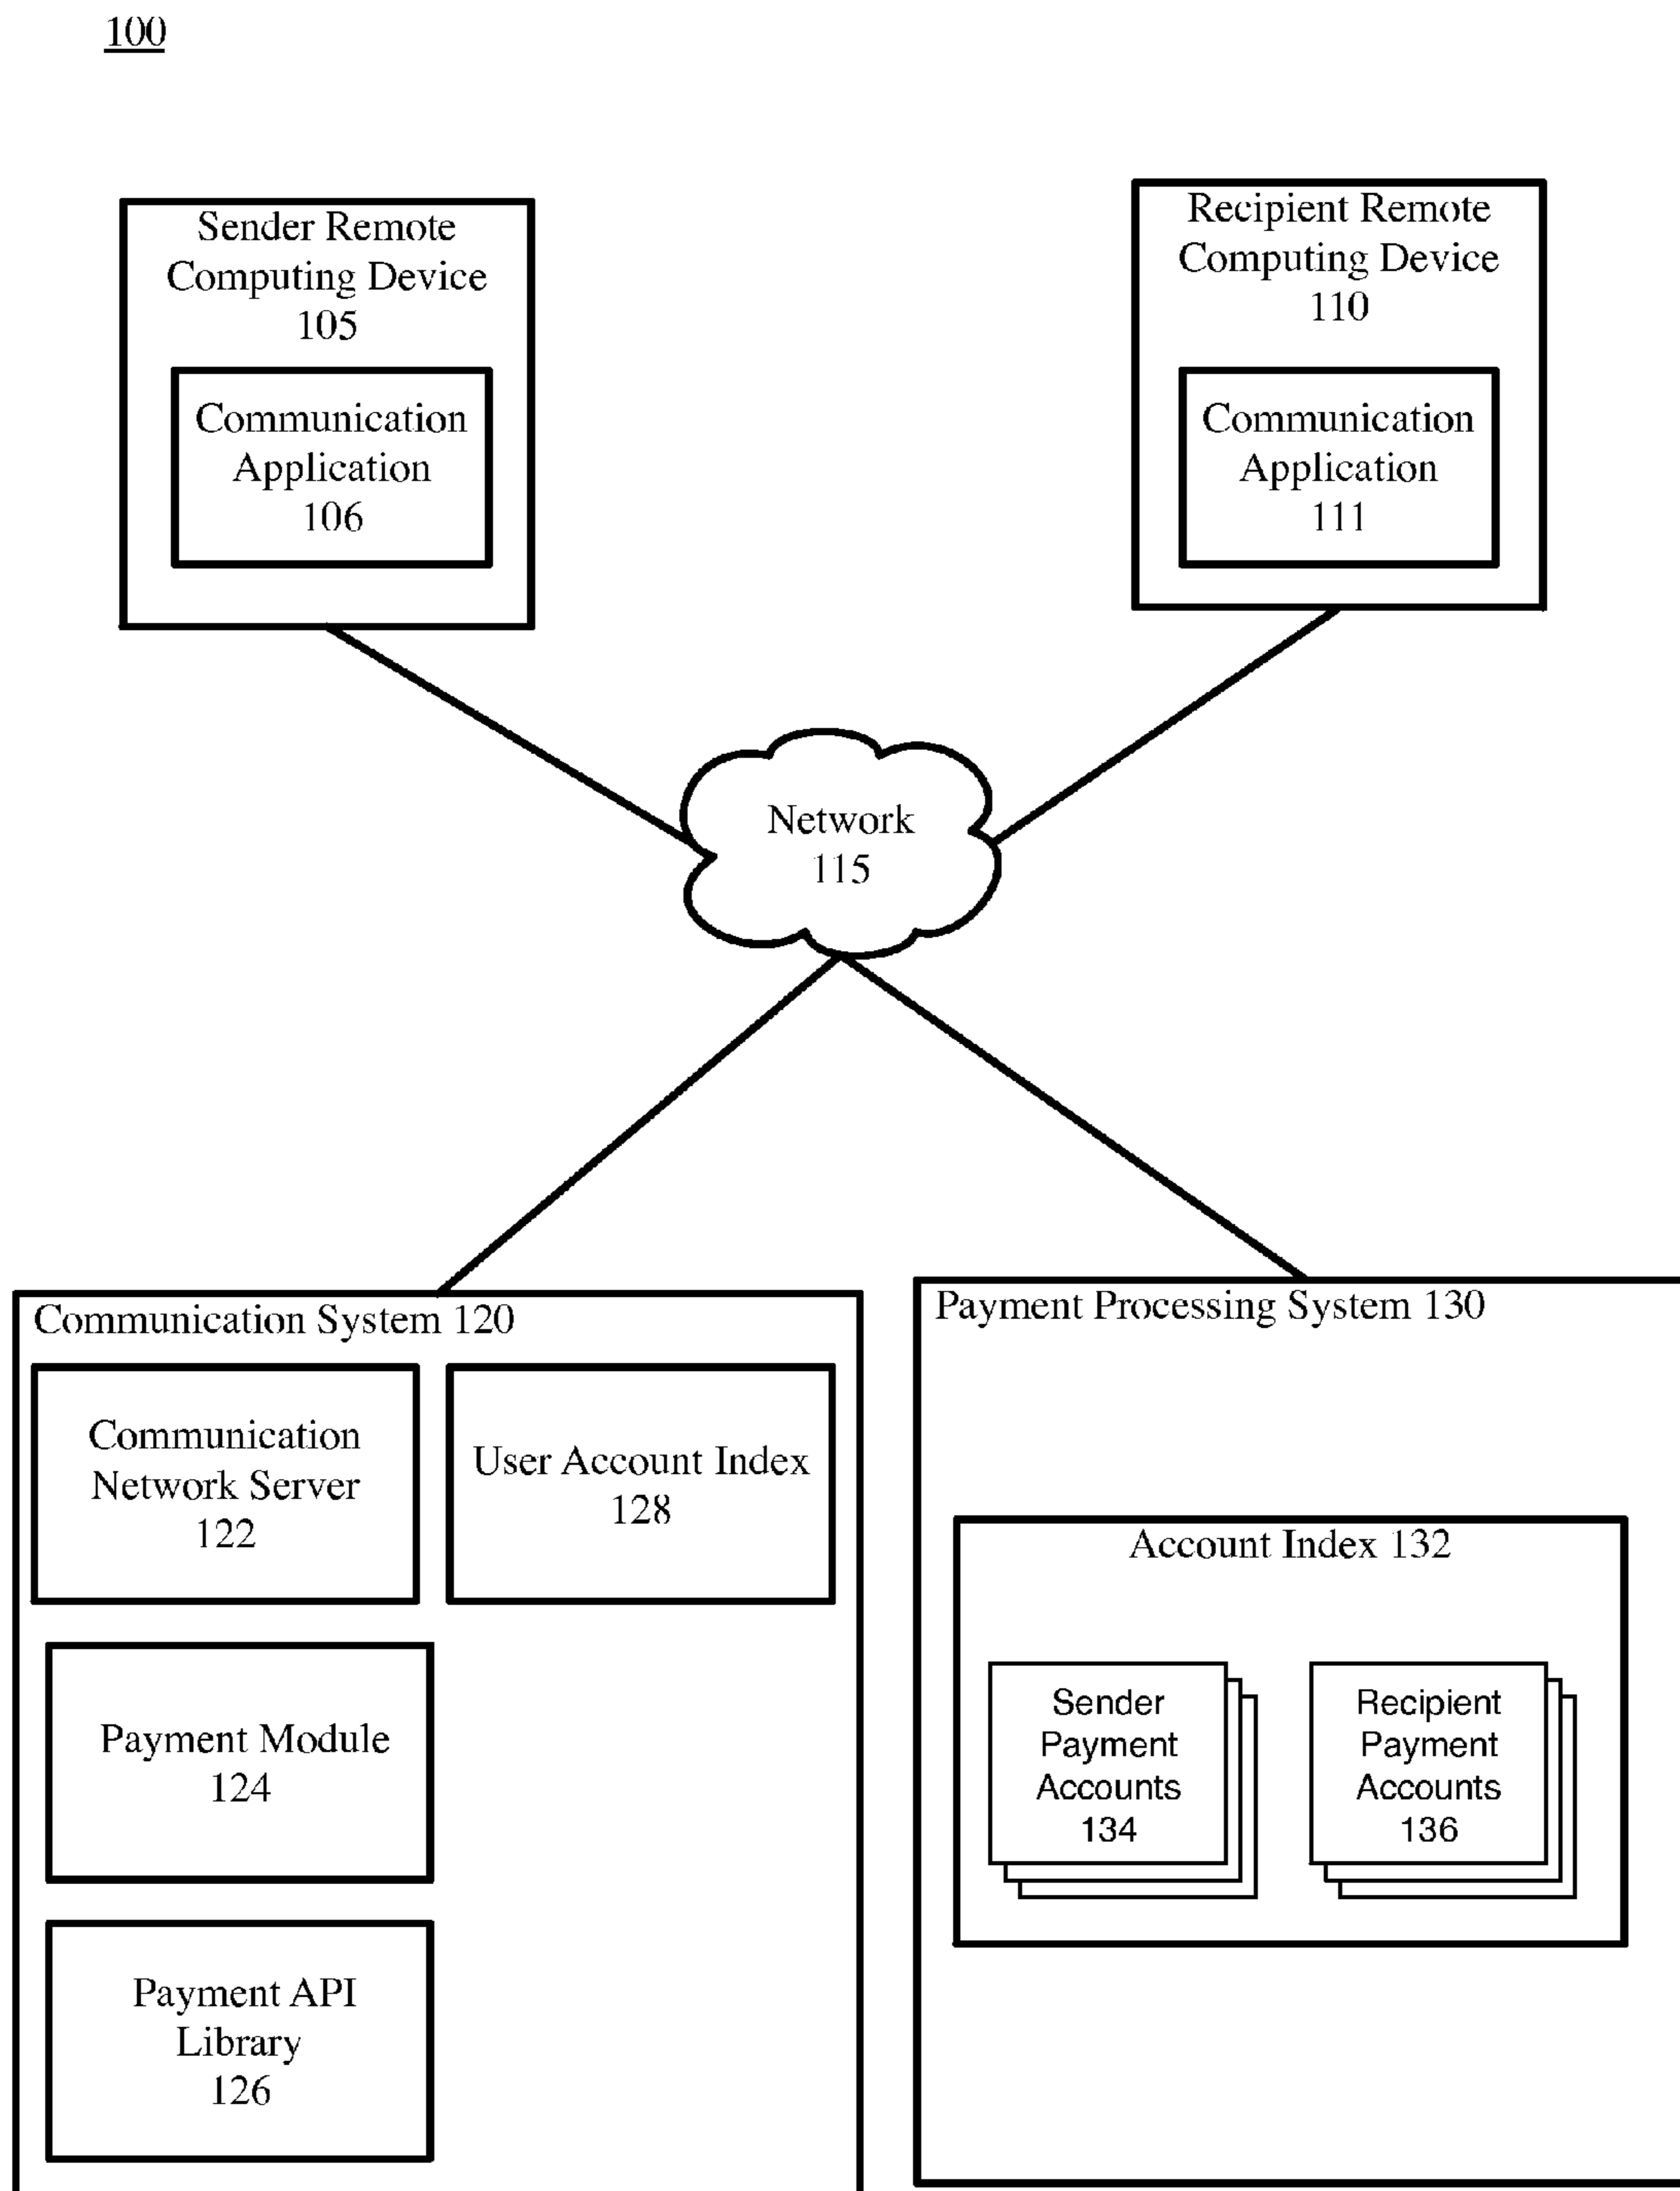 100
Sender Remote
Computing Device
105
Communication
Application
106
Recipient Remote
Computing Device
110
Communication
Application
111
Network
115
Communication System 120
Communication
Network Server
122
User Account Index
128
Payment Module
124
Payment API
Library
126
Payment Processing System 130
Account Index 132
Sender
Payment
Accounts
134
Recipient
Payment
Accounts
136